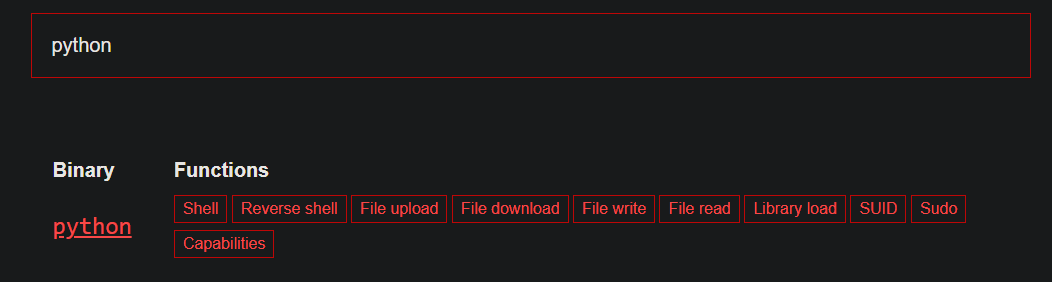 python
Binary Functions
python Shell Reverse shell File upload File download File write File read Library load SUID Sudo
Capabilities